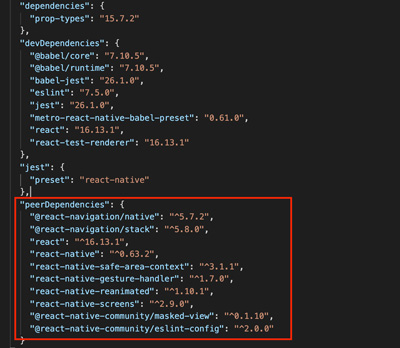 "dependencies": {
"prop-types": "15.7.2"
},
"devDependencies": {
"@babel/core": "7.10.5",
"@babel/runtime": "7.10.5",
"babel-jest": "26.1.0",
"eslint": "7.5.0",
"jest": "26.1.0",
"metro-react-native-babel-preset": "0.61.0",
"react": "16.13.1",
"react-test-renderer": "16.13.1"
},
"jest": {
"preset": "react-native"
},
"peerDependencies": {
"@react-navigation/native": "^5.7.2",
"@react-navigation/stack": "^5.8.0",
"react": "^16.13.1",
"react-native": "^0.63.2",
"react-native-safe-area-context": "^3.1.1",
"react-native-gesture-handler": "^1.7.0",
"react-native-reanimated": "^1.10.1",
"react-native-screens": "^2.9.0",
"@react-native-community/masked-view": "^0.1.10",
"@react-native-community/eslint-config": "^2.0.0"
}